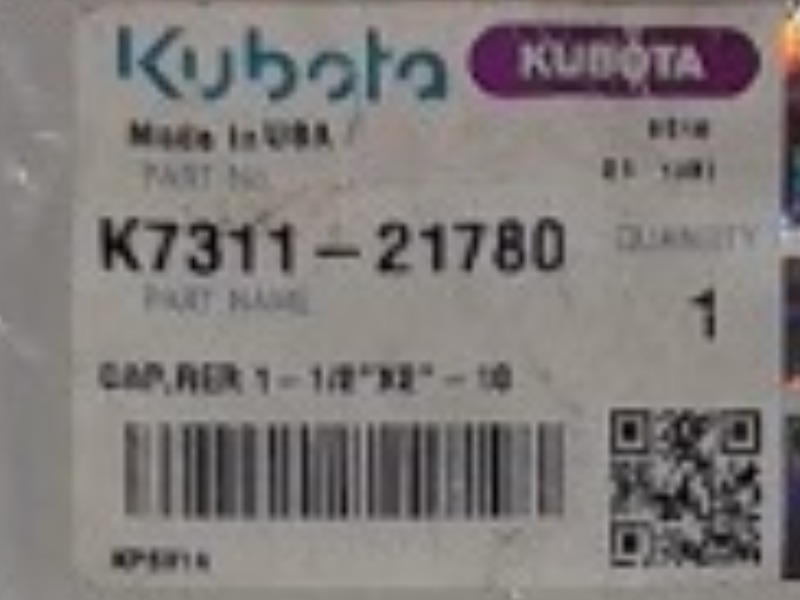 Kubota KUBOTA
Made in USA
PART No.
K7311-21780 QUANTITY
PART NAME 1
CAP,RER 1-1/2"X2" - 10